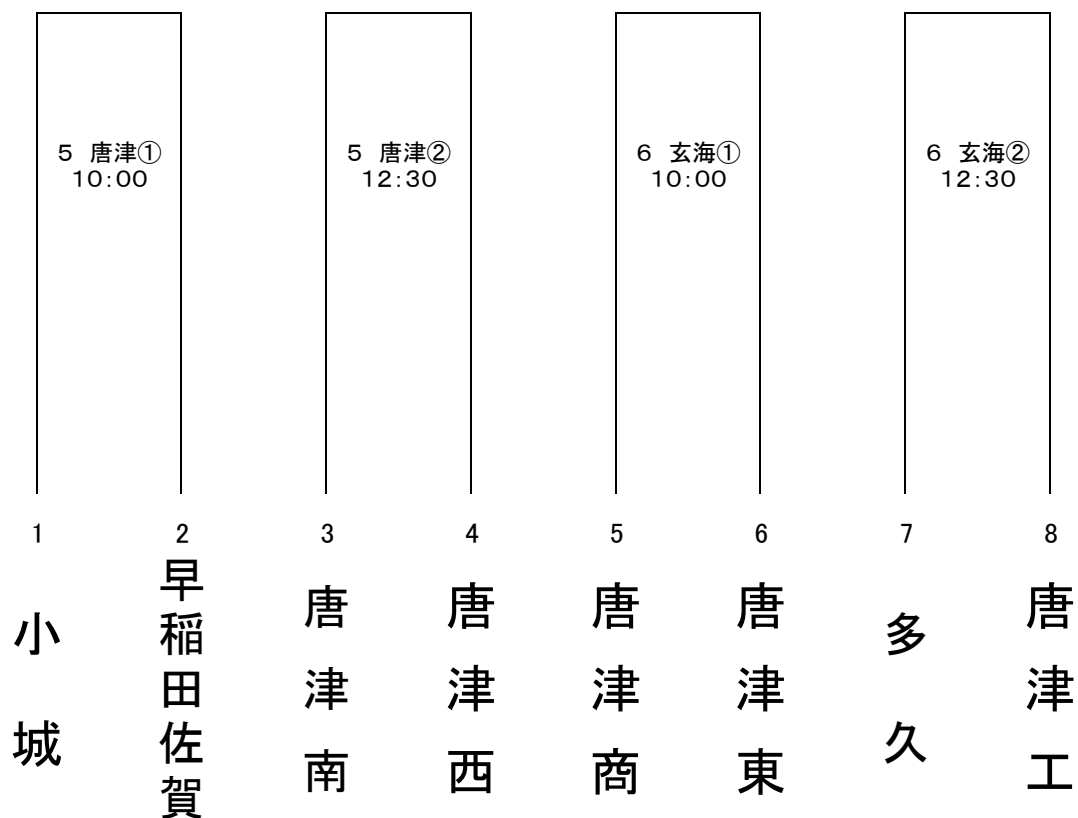 5 唐津①
10:00
5 唐津②
12:30
6 玄海①
10:00
6 玄海②
12:30
1
2
3
4
5
6
7
8
小城
早稲田佐賀
唐津南
唐津西
唐津商
唐津東
多久
唐津工